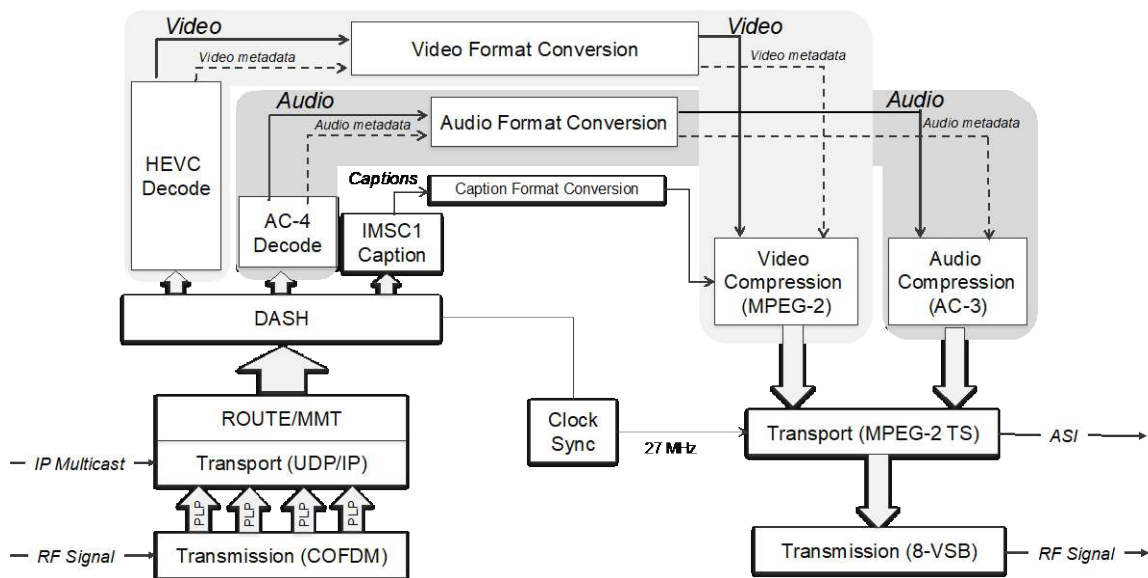 Video
Video metadata
Video Format Conversion
Video
Video metadata
Audio
Audio metadata
Audio Format Conversion
Audio
Audio metadata
HEVC
Decode
Captions
Caption Format Conversion
AC-4
Decode
IMSC1
Caption
Video
Compression
(MPEG-2)
Audio
Compression
(AC-3)
DASH
ROUTE/MMT
Clock
Sync
27 MHz
Transport (MPEG-2 TS)
ASI
IP Multicast
Transport (UDP/IP)
PLP
PLP
PLP
PLP
RF Signal
Transmission (COFDM)
Transmission (8-VSB)
RF Signal